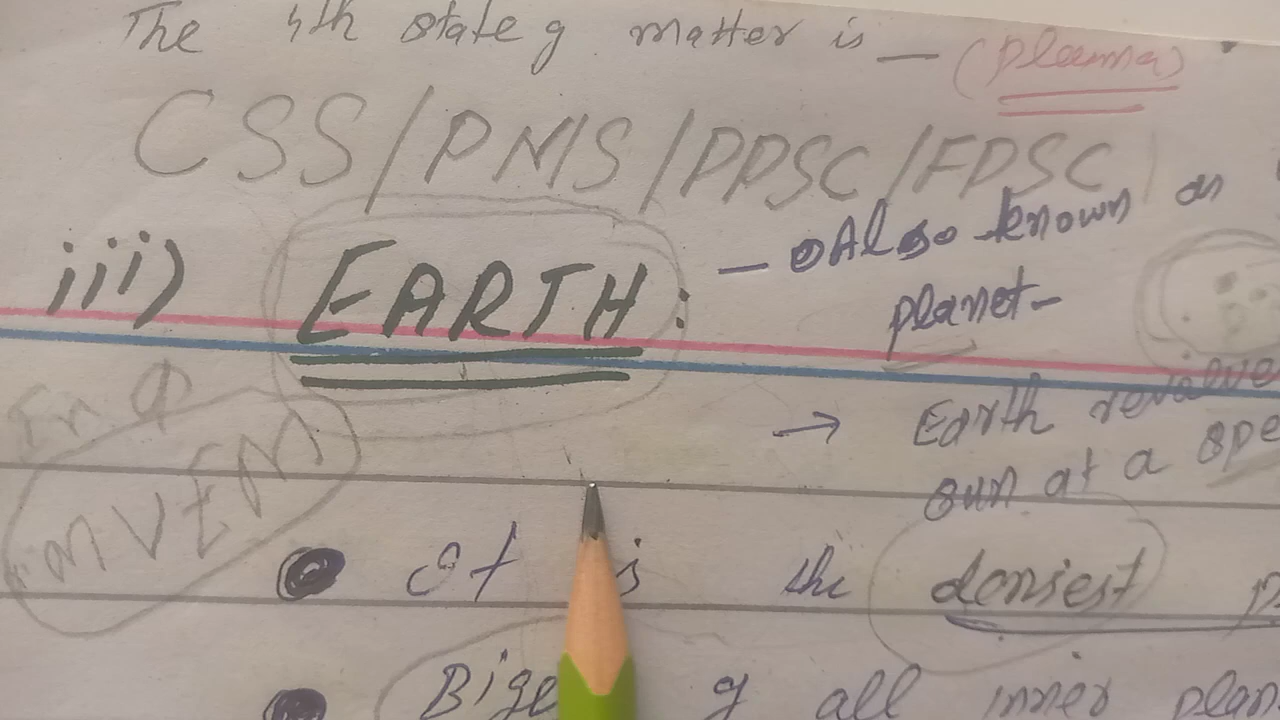 The 4th state of matter is — (plasma)
CSS/PMS/PPSC/FPSC
iii) EARTH: — Also known as
planet-
→ Earth revolve
sun at a spe
MVEM
It is the densiest p
Bige of all inner plan